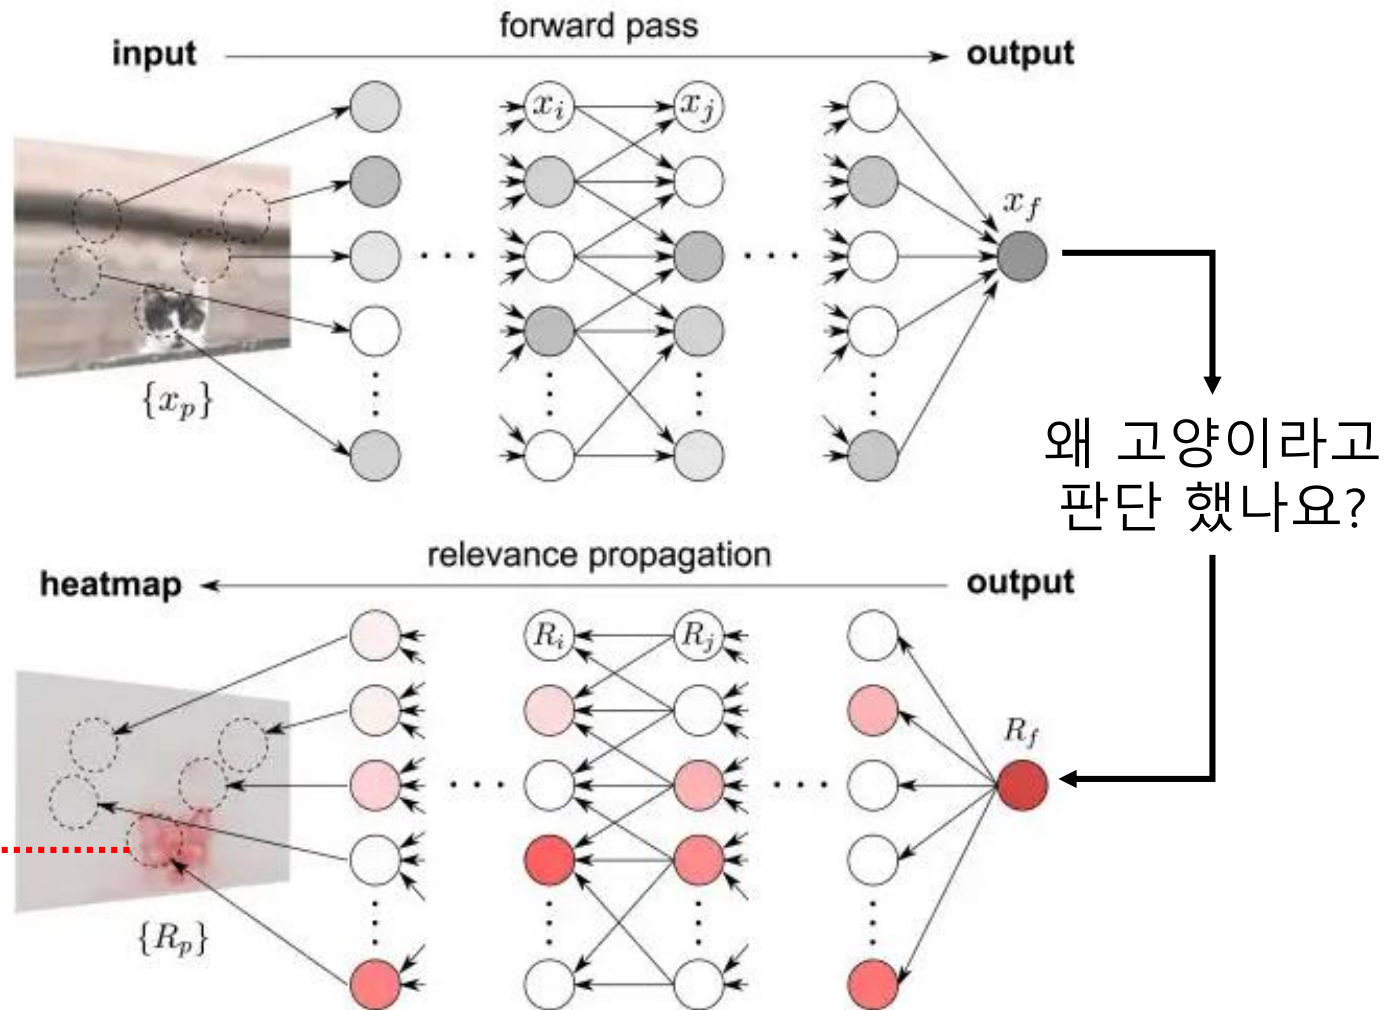 forward pass
input
output
x_i
x_j
x_f
{x_p}
왜 고양이라고
판단 했나요?
relevance propagation
heatmap
output
R_i
R_j
R_f
{R_p}